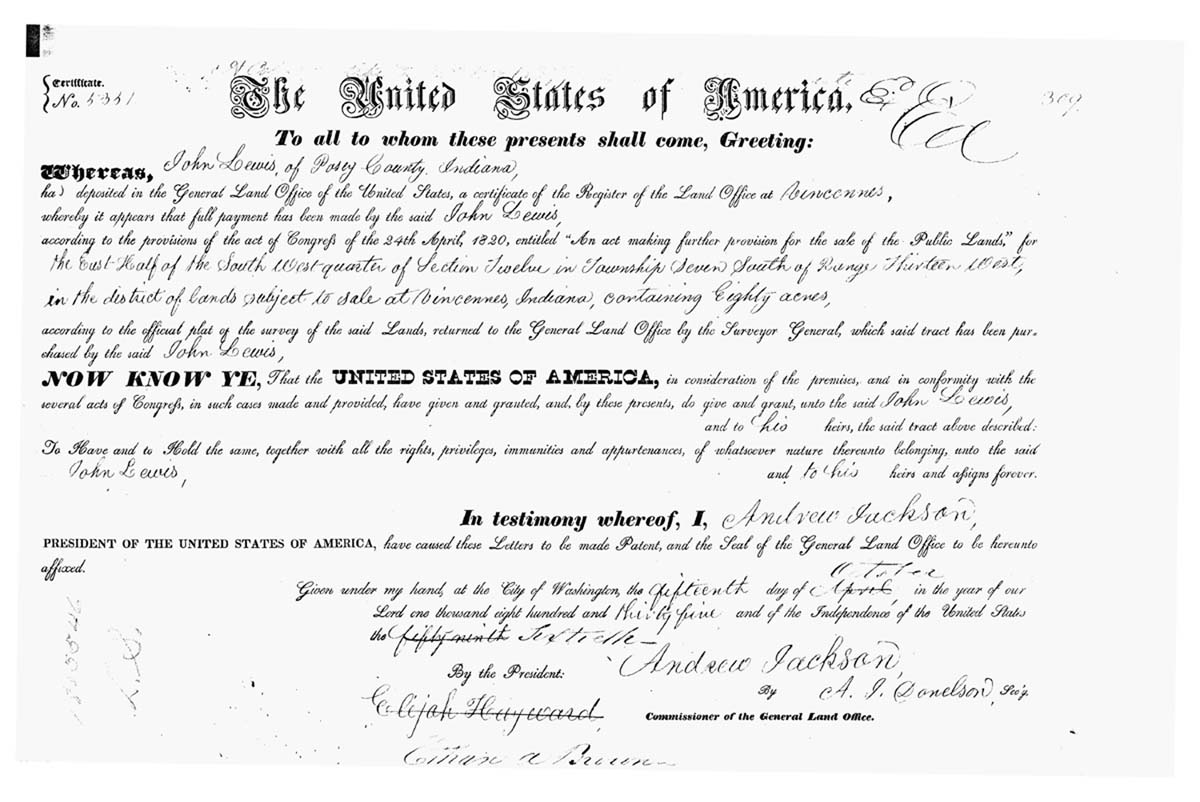 Certificate.
No. 5351
The United States of America,
309
To all to whom these presents shall come, Greeting:
Whereas, John Lewis, of Posey County Indiana,
ha deposited in the General Land Office of the United States, a certificate of the Register of the Land Office at Vincennes,
whereby it appears that full payment has been made by the said John Lewis,
according to the provisions of the act of Congress of the 24th April, 1820, entitled "An act making further provision for the sale of the Public Lands," for
the East Half of the South West quarter of Section Twelve in Township Seven South of Range Thirteen West,
in the district of lands subject to sale at Vincennes, Indiana, containing Eighty acres,
according to the official plat of the survey of the said Lands, returned to the General Land Office by the Surveyor General, which said tract has been pur-
chased by the said John Lewis,
NOW KNOW YE, That the UNITED STATES OF AMERICA, in consideration of the premises, and in conformity with the
several acts of Congress, in such cases made and provided, have given and granted, and, by these presents, do give and grant, unto the said John Lewis,
and to his heirs, the said tract above described:
To Have and to Hold the same, together with all the rights, privileges, immunities and appurtenances, of whatsoever nature thereunto belonging, unto the said
John Lewis, and to his heirs and assigns forever.
In testimony whereof, I, Andrew Jackson,
PRESIDENT OF THE UNITED STATES OF AMERICA, have caused these Letters to be made Patent, and the Seal of the General Land Office to be hereunto
affixed.
October
Given under my hand, at the City of Washington, the fifteenth day of April in the year of our
Lord one thousand eight hundred and thirty five and of the Independence of the United States
the fifty ninth Sixtieth
By the President: Andrew Jackson,
By A. J. Donelson, Sec'y.
Elijah Hayward, Commissioner of the General Land Office.
Ethan A Brown